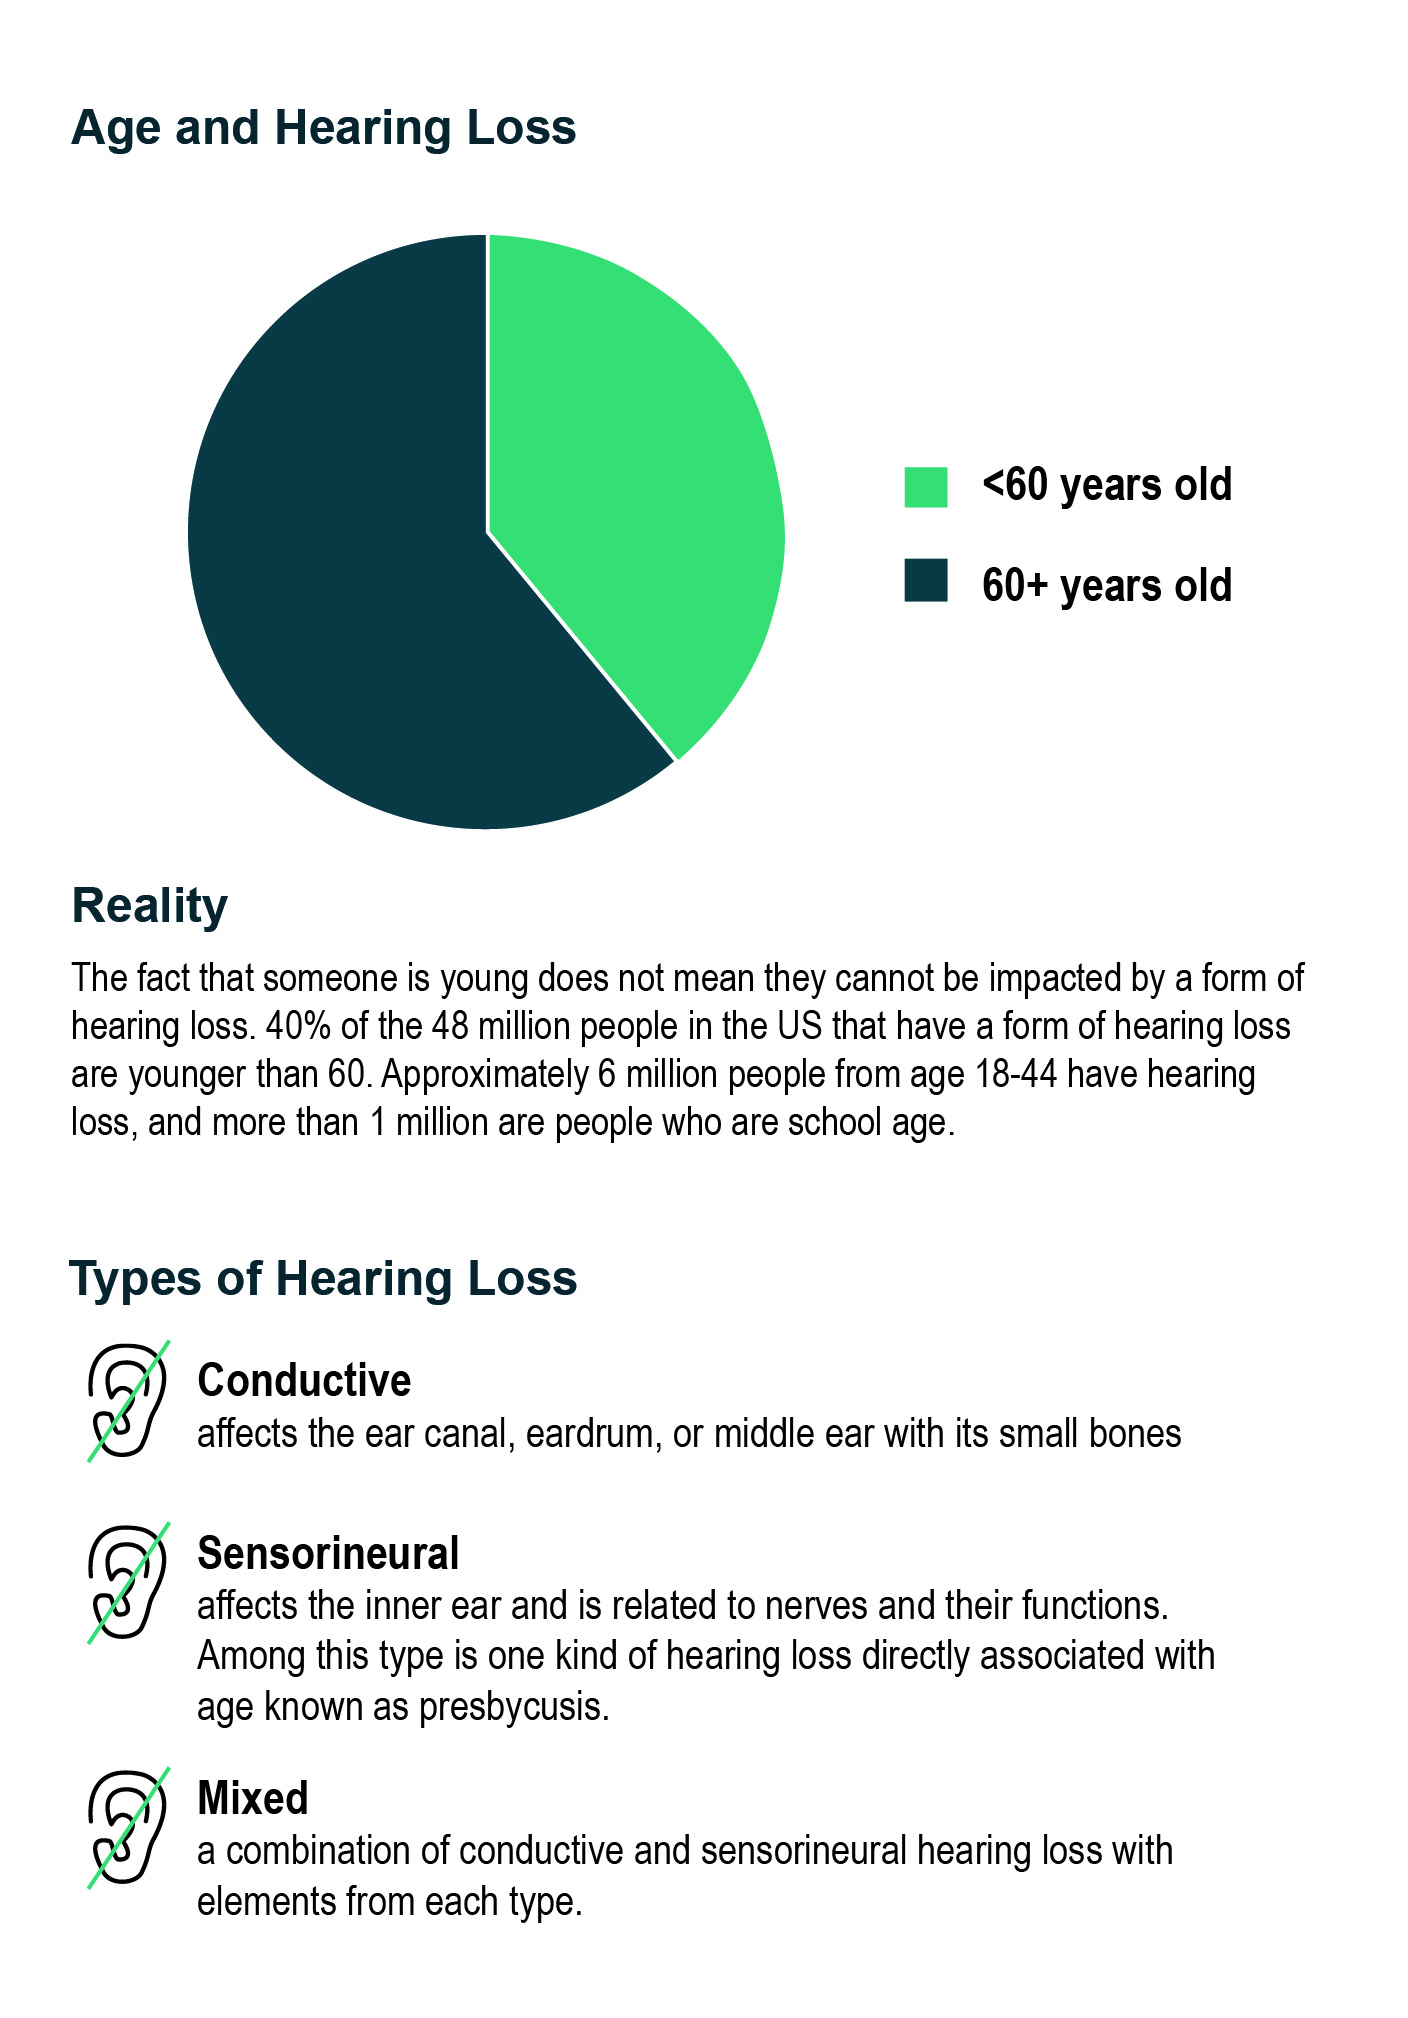 Age and Hearing Loss
<60 years old
60+ years old
Reality
The fact that someone is young does not mean they cannot be impacted by a form of
hearing loss. 40% of the 48 million people in the US that have a form of hearing loss
are younger than 60. Approximately 6 million people from age 18-44 have hearing
loss, and more than 1 million are people who are school age.
Types of Hearing Loss
Conductive
affects the ear canal, eardrum, or middle ear with its small bones
Sensorineural
affects the inner ear and is related to nerves and their functions.
Among this type is one kind of hearing loss directly associated with
age known as presbycusis.
Mixed
a combination of conductive and sensorineural hearing loss with
elements from each type.